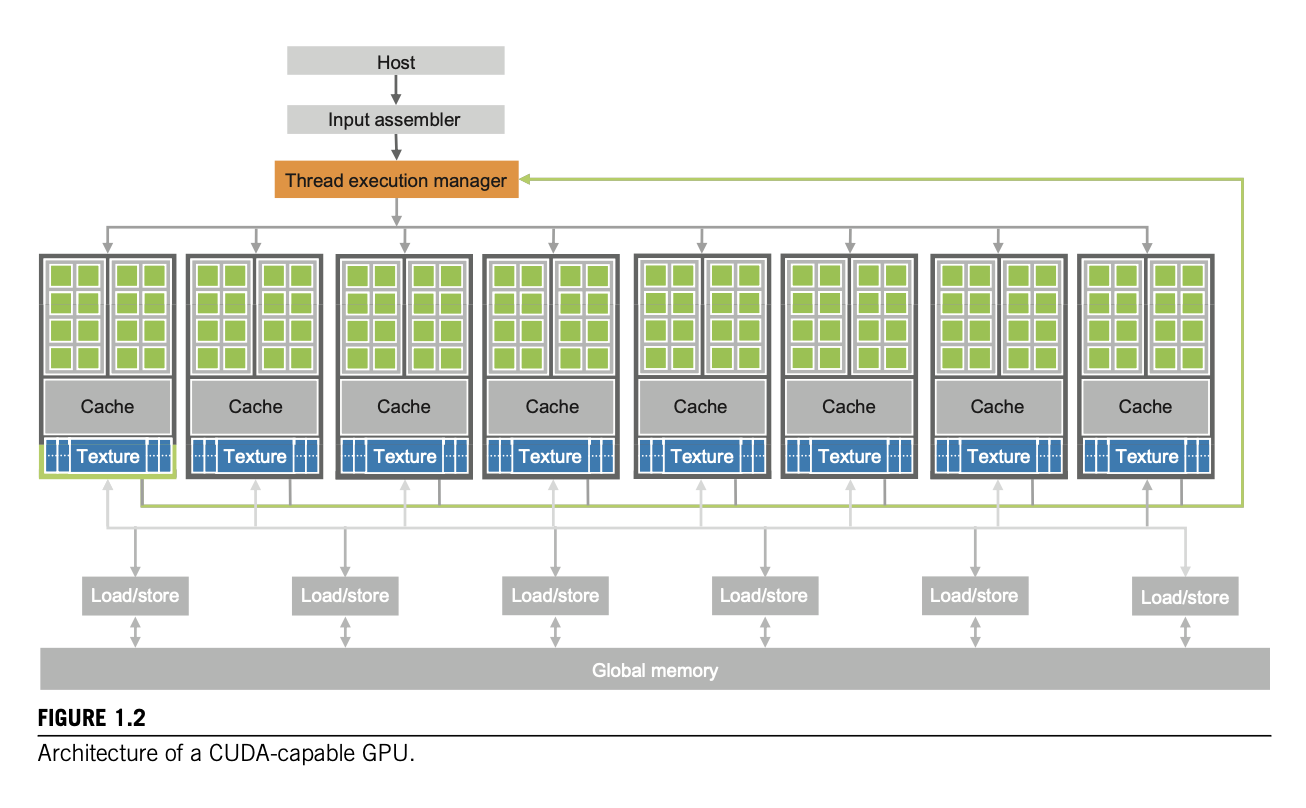 Host
Input assembler
Thread execution manager
Cache Cache Cache Cache Cache Cache Cache Cache
Texture Texture Texture Texture Texture Texture Texture Texture
Load/store Load/store Load/store Load/store Load/store Load/store
Global memory
FIGURE 1.2
Architecture of a CUDA-capable GPU.